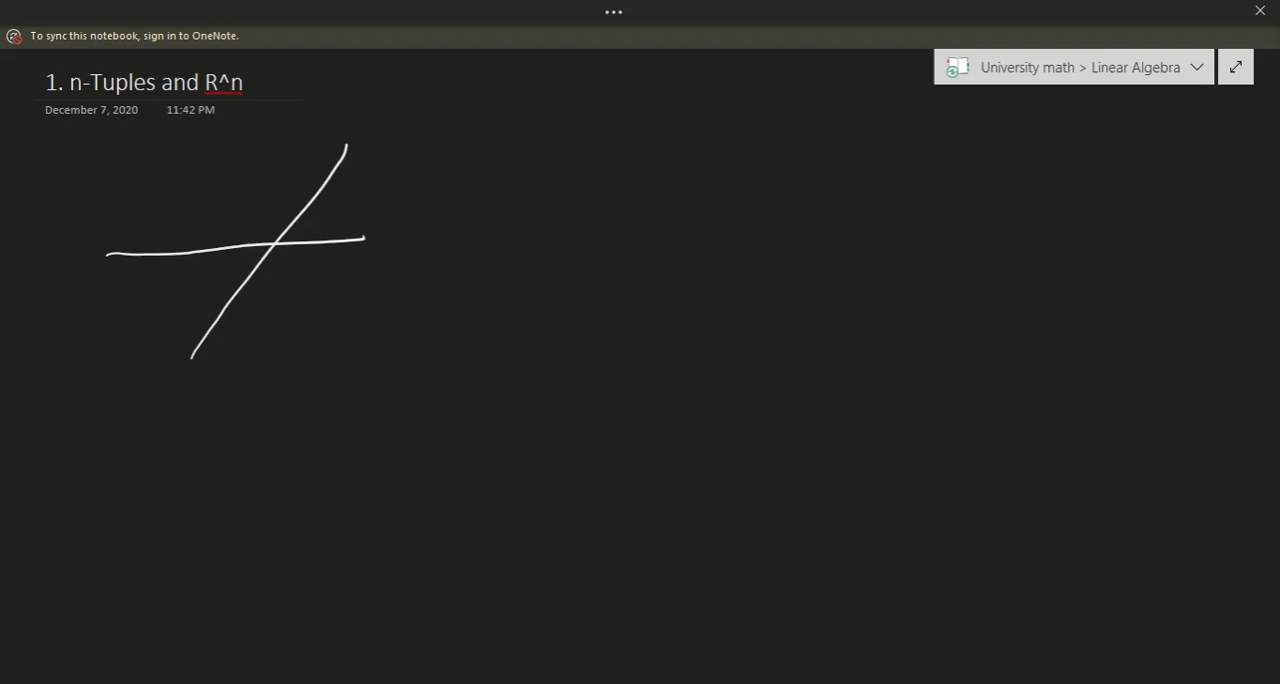 To sync this notebook, sign in to OneNote.
University math > Linear Algebra
1. n-Tuples and R^n
December 7, 2020 11:42 PM